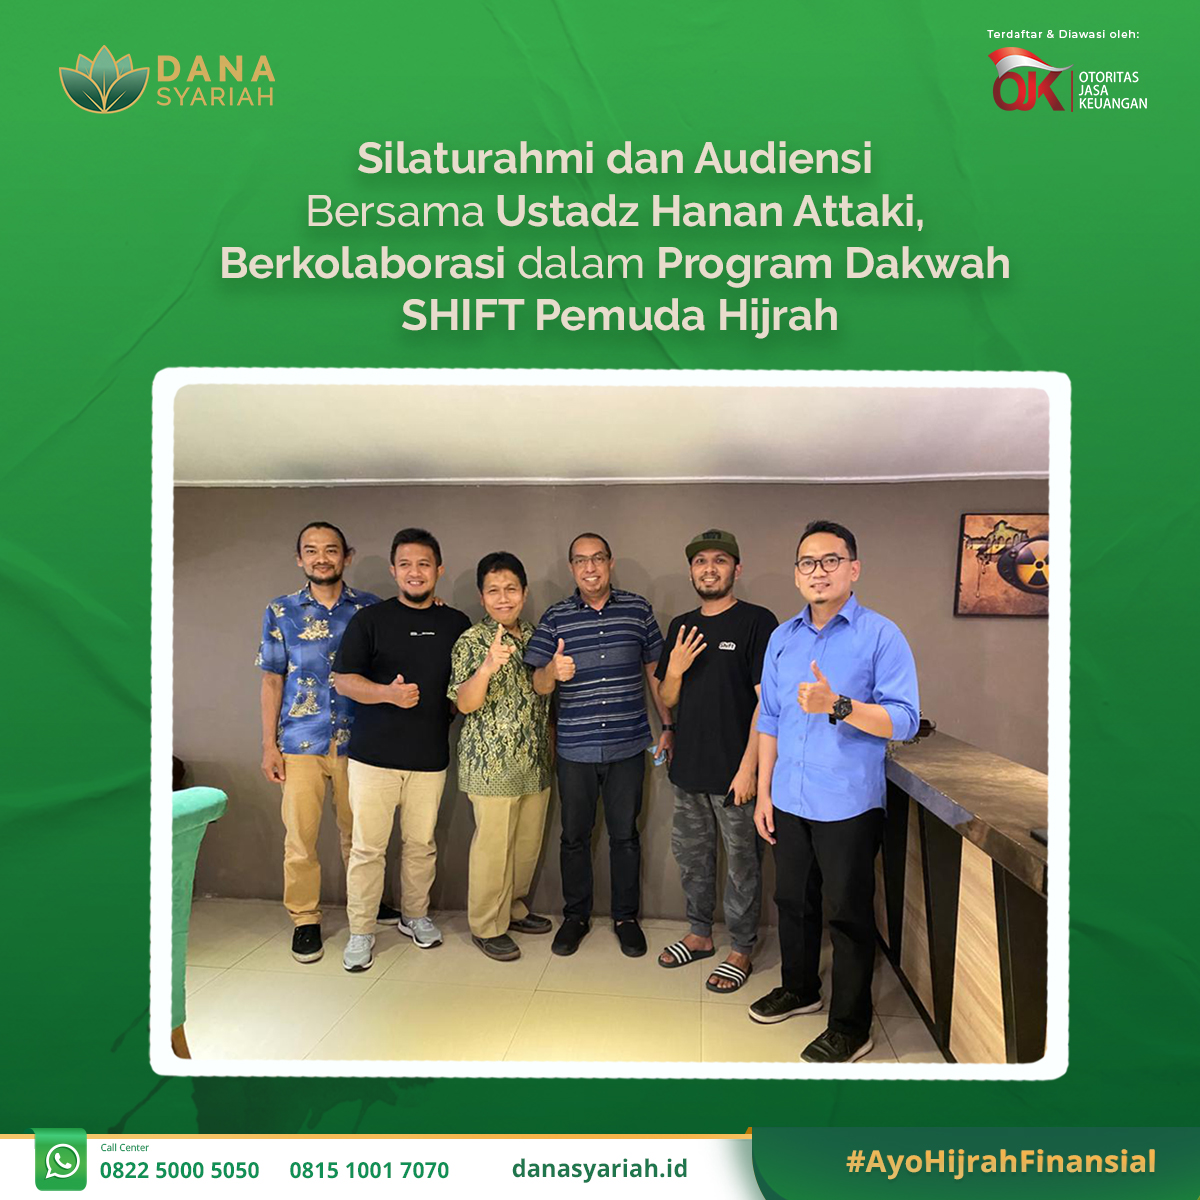 DANA
SYARIAH
Terdaftar & Diawasi oleh:
OJK
OTORITAS
JASA
KEUANGAN
Silaturahmi dan Audiensi
Bersama Ustadz Hanan Attaki,
Berkolaborasi dalam Program Dakwah
SHIFT Pemuda Hijrah
Shift
Call Center
0822 5000 5050
0815 1001 7070
danasyariah.id
#AyoHijrahFinansial